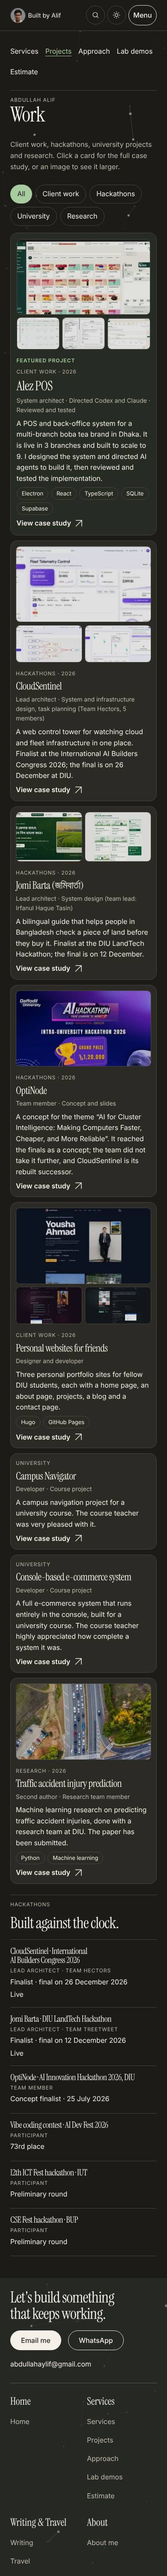 Built by Alif
Menu
Services Projects Approach Lab demos
Estimate
ABDULLAH ALIF
Work
Client work, hackathons, university projects
and research. Click a card for the full case
study, or an image to see it larger.
All Client work Hackathons
University Research
FEATURED PROJECT
CLIENT WORK · 2026
Alez POS
System architect · Directed Codex and Claude ·
Reviewed and tested
A POS and back-office system for a
multi-branch boba tea brand in Dhaka. It
is live in 3 branches and built to scale to
9. I designed the system and directed AI
agents to build it, then reviewed and
tested the implementation.
Electron React TypeScript SQLite
Supabase
View case study
Fleet Telemetry Control
HACKATHONS · 2026
CloudSentinel
Lead architect · System and infrastructure
design, task planning (Team Hectors, 5
members)
A web control tower for watching cloud
and fleet infrastructure in one place.
Finalist at the International AI Builders
Congress 2026; the final is on 26
December at DIU.
View case study
HACKATHONS · 2026
Jomi Barta (জমিবার্তা)
Lead architect · System design (team lead:
Irfanul Haque Tasin)
A bilingual guide that helps people in
Bangladesh check a piece of land before
they buy it. Finalist at the DIU LandTech
Hackathon; the final is on 12 December.
View case study
Daffodil
University
AI HACKATHON
INTRA-UNIVERSITY HACKATHON 2026
HACKATHONS · 2026
OptiNode
Team member · Concept and slides
A concept for the theme “AI for Cluster
Intelligence: Making Computers Faster,
Cheaper, and More Reliable”. It reached
the finals as a concept; the team did not
take it further, and CloudSentinel is its
rebuilt successor.
View case study
Yousha
Ahmad
CLIENT WORK · 2026
Personal websites for friends
Designer and developer
Three personal portfolio sites for fellow
DIU students, each with a home page, an
about page, projects, a blog and a
contact page.
Hugo GitHub Pages
View case study
UNIVERSITY
Campus Navigator
Developer · Course project
A campus navigation project for a
university course. The course teacher
was very pleased with it.
View case study
UNIVERSITY
Console-based e-commerce system
Developer · Course project
A full e-commerce system that runs
entirely in the console, built for a
university course. The course teacher
highly appreciated how complete a
system it was.
View case study
RESEARCH · 2026
Traffic accident injury prediction
Second author · Research team member
Machine learning research on predicting
traffic accident injuries, done with a
research team at DIU. The paper has
been submitted.
Python Machine learning
View case study
HACKATHONS
Built against the clock.
CloudSentinel · International
AI Builders Congress 2026
LEAD ARCHITECT · TEAM HECTORS
Finalist · final on 26 December 2026
Live
Jomi Barta · DIU LandTech Hackathon
LEAD ARCHITECT · TEAM TREETWEET
Finalist · final on 12 December 2026
Live
OptiNode · AI Innovation Hackathon 2026, DIU
TEAM MEMBER
Concept finalist · 25 July 2026
Vibe coding contest · AI Dev Fest 2026
PARTICIPANT
73rd place
12th ICT Fest hackathon · IUT
PARTICIPANT
Preliminary round
CSE Fest hackathon · BUP
PARTICIPANT
Preliminary round
Let's build something
that keeps working.
Email me WhatsApp
abdullahaylif@gmail.com
Home Services
Home Services
Projects
Approach
Lab demos
Estimate
Writing & Travel About
Writing About me
Travel